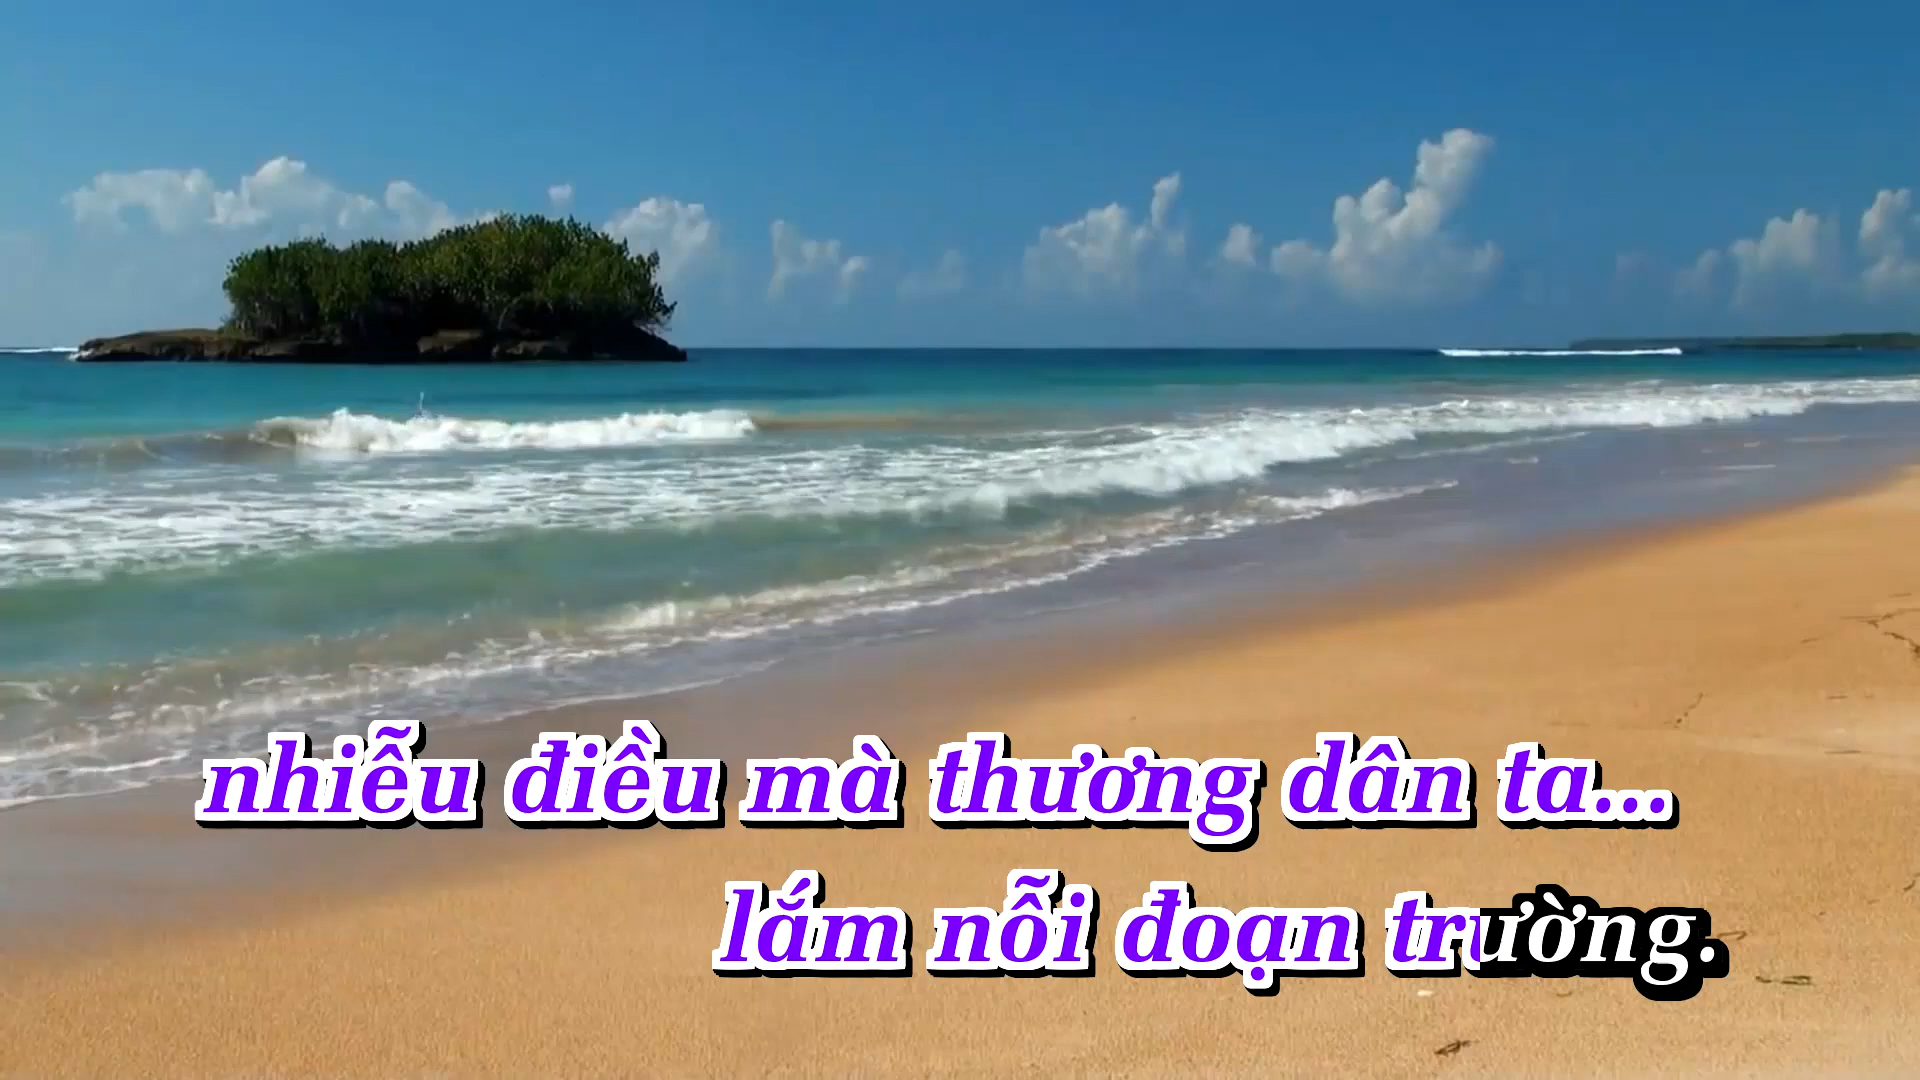 nhiễu điều mà thương dân ta...
lắm nỗi đoạn trường.